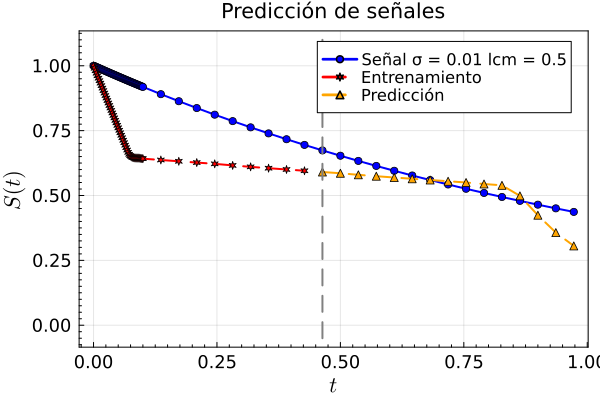 Predicción de señales
Señal σ = 0.01 lcm = 0.5
Entrenamiento
Predicción
1.00
0.75
0.50
0.25
0.00
S(t)
0.00 0.25 0.50 0.75 1.00
t